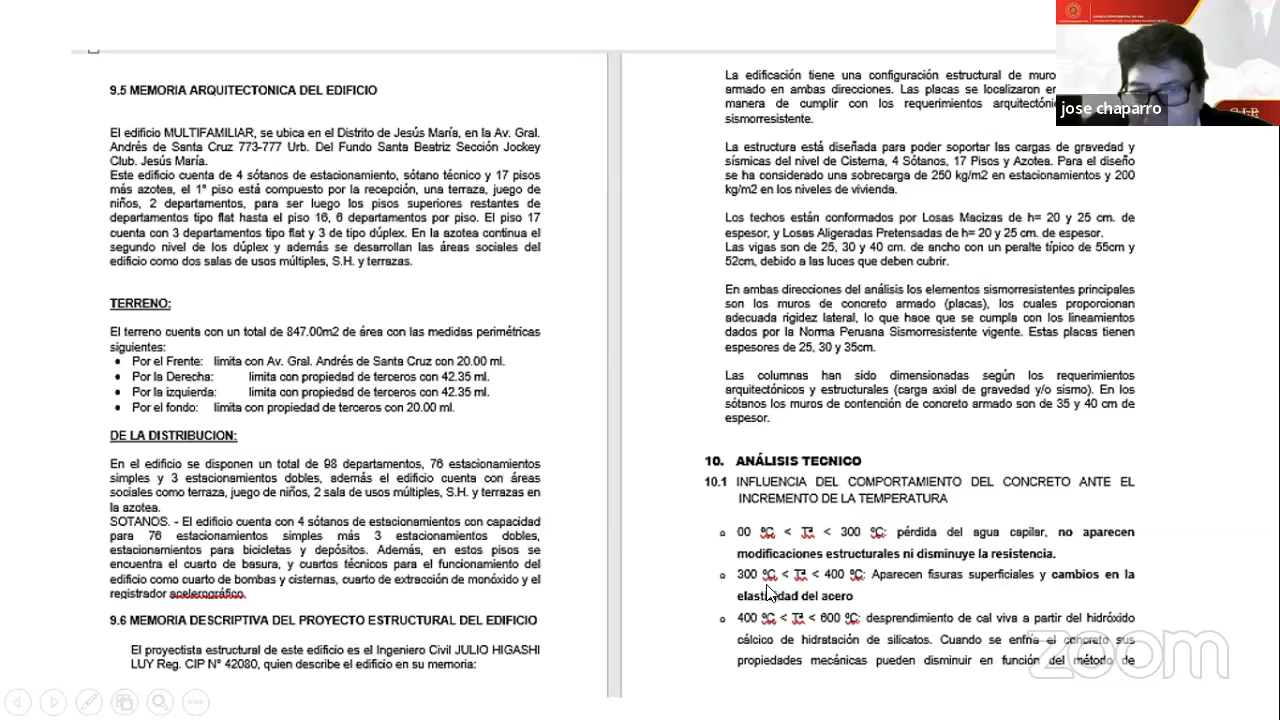 9.5 MEMORIA ARQUITECTONICA DEL EDIFICIO
El edificio MULTIFAMILIAR, se ubica en el Distrito de Jesús María, en la Av. Gral.
Andrés de Santa Cruz 773-777 Urb. Del Fundo Santa Beatriz Sección Jockey
Club. Jesús María.
Este edificio cuenta de 4 sótanos de estacionamiento, sótano técnico y 17 pisos
más azotea, el 1° piso está compuesto por la recepción, una terraza, juego de
niños, 2 departamentos, para ser luego los pisos superiores restantes de
departamentos tipo flat hasta el piso 16, 6 departamentos por piso. El piso 17
cuenta con 3 departamentos tipo flat y 3 de tipo dúplex. En la azotea continua el
segundo nivel de los dúplex y además se desarrollan las áreas sociales del
edificio como dos salas de usos múltiples, S.H. y terrazas.
TERRENO:
El terreno cuenta con un total de 847.00m2 de área con las medidas perimétricas
siguientes:
• Por el Frente: limita con Av. Gral. Andrés de Santa Cruz con 20.00 ml.
• Por la Derecha: limita con propiedad de terceros con 42.35 ml.
• Por la izquierda: limita con propiedad de terceros con 42.35 ml.
• Por el fondo: limita con propiedad de terceros con 20.00 ml.
DE LA DISTRIBUCION:
En el edificio se disponen un total de 98 departamentos, 76 estacionamientos
simples y 3 estacionamientos dobles, además el edificio cuenta con áreas
sociales como terraza, juego de niños, 2 sala de usos múltiples, S.H. y terrazas en
la azotea.
SOTANOS. - El edificio cuenta con 4 sótanos de estacionamientos con capacidad
para 76 estacionamientos simples más 3 estacionamientos dobles,
estacionamientos para bicicletas y depósitos. Además, en estos pisos se
encuentra el cuarto de basura, y cuartos técnicos para el funcionamiento del
edificio como cuarto de bombas y cisternas, cuarto de extracción de monóxido y el
registrador acelerográfico.
9.6 MEMORIA DESCRIPTIVA DEL PROYECTO ESTRUCTURAL DEL EDIFICIO
El proyectista estructural de este edificio es el Ingeniero Civil JULIO HIGASHI
LUY Reg. CIP N° 42080, quien describe el edificio en su memoria:
La edificación tiene una configuración estructural de muro
armado en ambas direcciones. Las placas se localizaron
manera de cumplir con los requerimientos
sismorresistente.
La estructura está diseñada para poder soportar las cargas de gravedad y
sísmicas del nivel de Cisterna, 4 Sótanos, 17 Pisos y Azotea. Para el diseño
se ha considerado una sobrecarga de 250 kg/m2 en estacionamientos y 200
kg/m2 en los niveles de vivienda.
Los techos están conformados por Losas Macizas de h= 20 y 25 cm. de
espesor, y Losas Aligeradas Pretensadas de h= 20 y 25 cm. de espesor.
Las vigas son de 25, 30 y 40 cm. de ancho con un peralte típico de 55cm y
52cm, debido a las luces que deben cubrir.
En ambas direcciones del análisis los elementos sismorresistentes principales
son los muros de concreto armado (placas), los cuales proporcionan
adecuada rigidez lateral, lo que hace que se cumpla con los lineamientos
dados por la Norma Peruana Sismorresistente vigente. Estas placas tienen
espesores de 25, 30 y 35cm.
Las columnas han sido dimensionadas según los requerimientos
arquitectónicos y estructurales (carga axial de gravedad y/o sismo). En los
sótanos los muros de contención de concreto armado son de 35 y 40 cm de
espesor.
10. ANÁLISIS TECNICO
10.1 INFLUENCIA DEL COMPORTAMIENTO DEL CONCRETO ANTE EL
INCREMENTO DE LA TEMPERATURA
o 00 ºC < Tª < 300 ºC: pérdida del agua capilar, no aparecen
modificaciones estructurales ni disminuye la resistencia.
o 300 ºC < Tª < 400 ºC: Aparecen fisuras superficiales y cambios en la
elasticidad del acero
o 400 ºC < Tª < 600 ºC: desprendimiento de cal viva a partir del hidróxido
cálcico de hidratación de silicatos. Cuando se enfría el concreto sus
propiedades mecánicas pueden disminuir en función del método de
jose chaparro
zoom